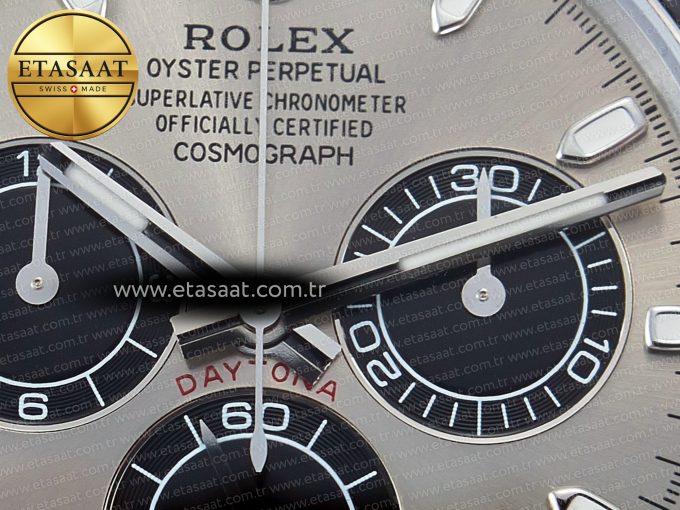 ETASAAT
SWISS MADE
ROLEX
OYSTER PERPETUAL
SUPERLATIVE CHRONOMETER
OFFICIALLY CERTIFIED
COSMOGRAPH
30
10
20
6
www.etasaat.com.tr
DAYTONA
60